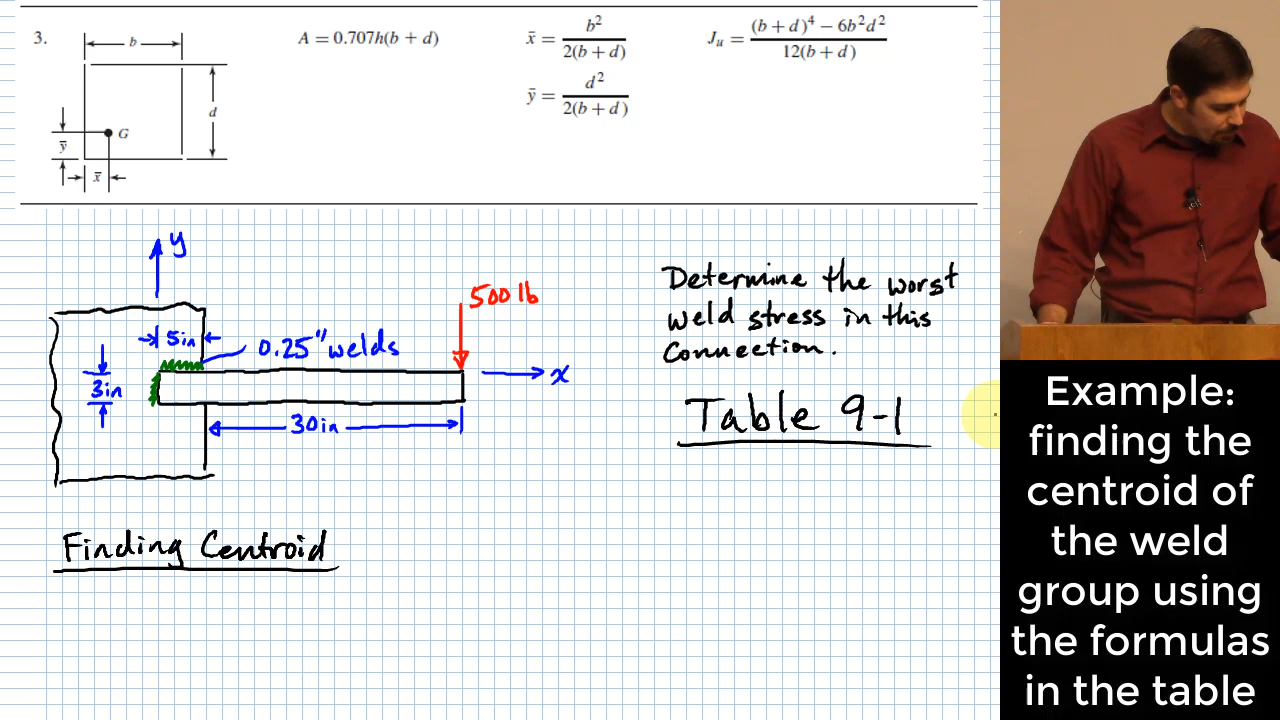 3.
b
d
G
ȳ
x̄
A = 0.707h(b + d)
x̄ = b² / 2(b + d)
ȳ = d² / 2(b + d)
Jᵤ = (b + d)⁴ − 6b²d² / 12(b + d)
y
500 lb
5in
0.25" welds
x
3in
30in
Determine the worst
weld stress in this
connection.
Table 9-1
Finding Centroid
Example:
finding the
centroid of
the weld
group using
the formulas
in the table